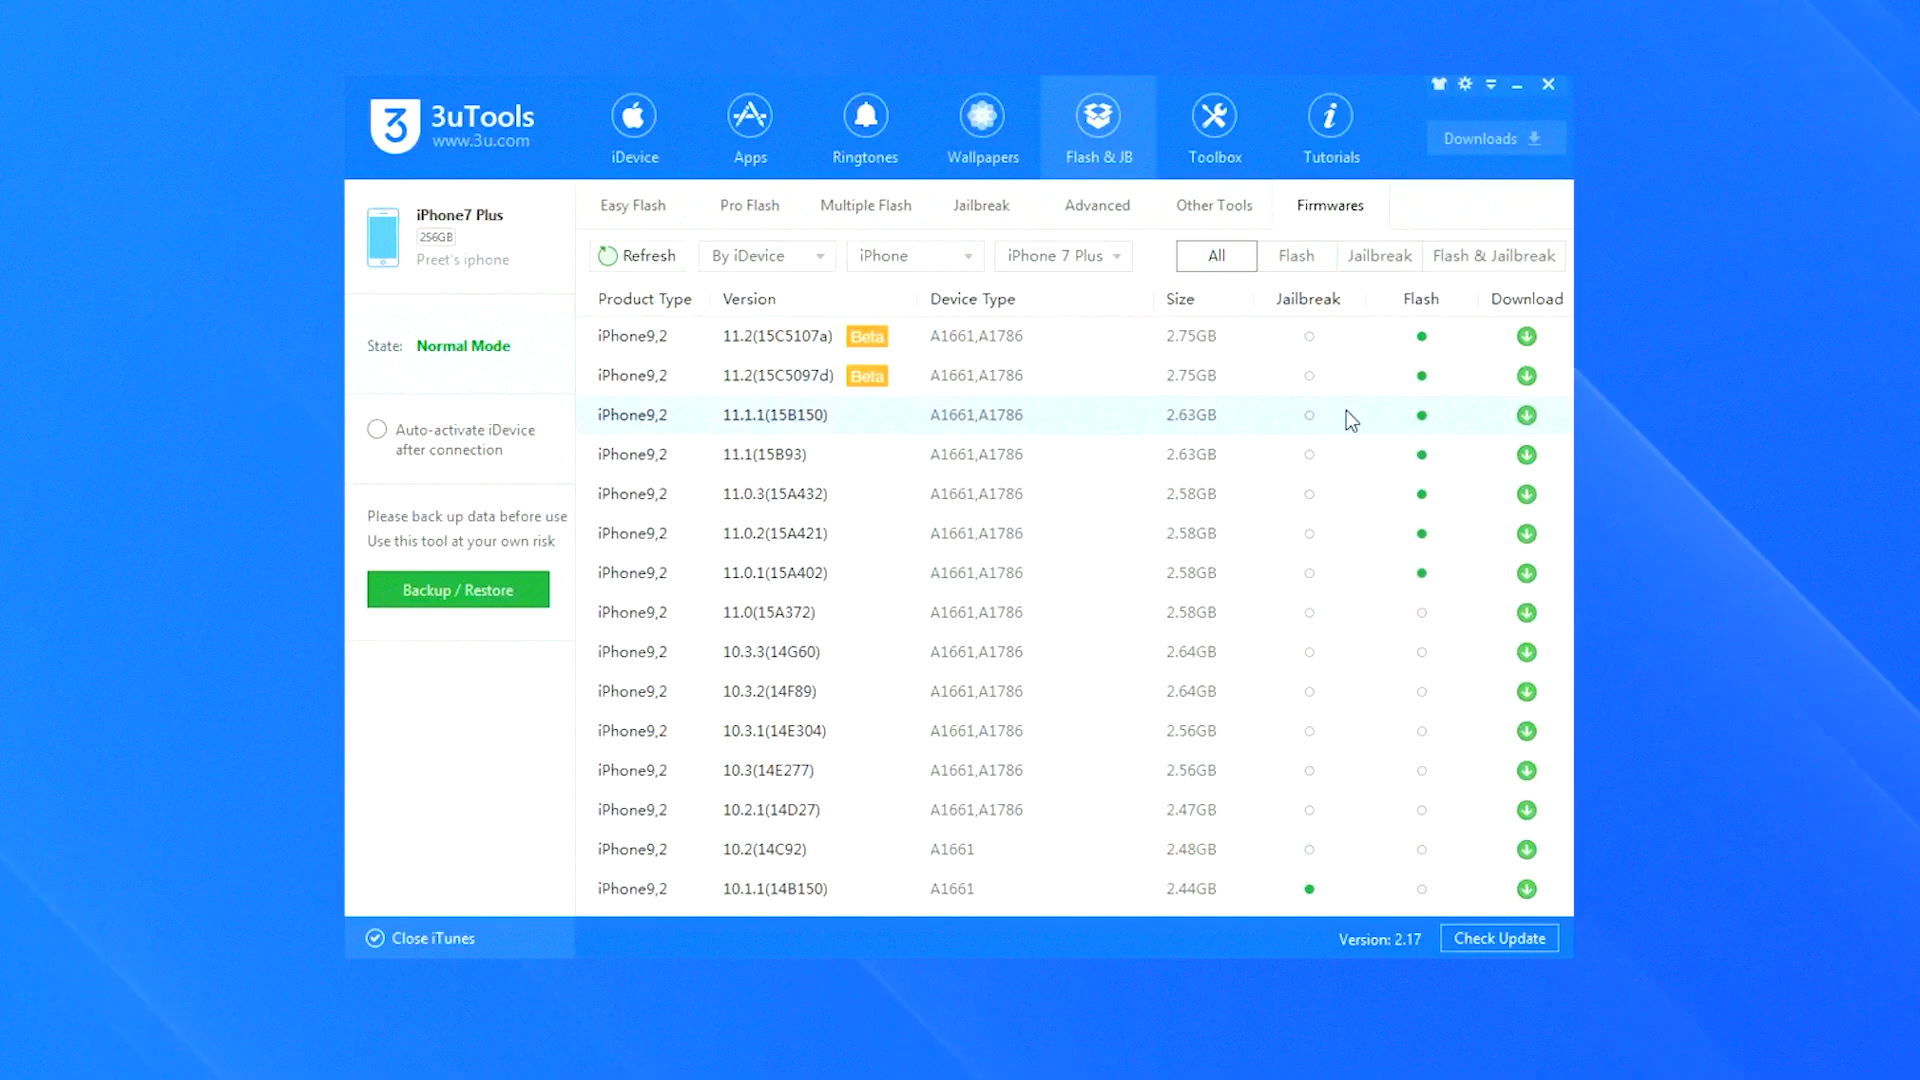 3 3uTools
www.3u.com
iDevice Apps Ringtones Wallpapers Flash & JB Toolbox Tutorials
Downloads
iPhone7 Plus
256GB
Preet's iphone
State: Normal Mode
Auto-activate iDevice
after connection
Please back up data before use
Use this tool at your own risk
Backup / Restore
Easy Flash Pro Flash Multiple Flash Jailbreak Advanced Other Tools Firmwares
Refresh By iDevice iPhone iPhone 7 Plus All Flash Jailbreak Flash & Jailbreak
Product Type Version Device Type Size Jailbreak Flash Download
iPhone9,2 11.2(15C5107a) Beta A1661,A1786 2.75GB
iPhone9,2 11.2(15C5097d) Beta A1661,A1786 2.75GB
iPhone9,2 11.1.1(15B150) A1661,A1786 2.63GB
iPhone9,2 11.1(15B93) A1661,A1786 2.63GB
iPhone9,2 11.0.3(15A432) A1661,A1786 2.58GB
iPhone9,2 11.0.2(15A421) A1661,A1786 2.58GB
iPhone9,2 11.0.1(15A402) A1661,A1786 2.58GB
iPhone9,2 11.0(15A372) A1661,A1786 2.58GB
iPhone9,2 10.3.3(14G60) A1661,A1786 2.64GB
iPhone9,2 10.3.2(14F89) A1661,A1786 2.64GB
iPhone9,2 10.3.1(14E304) A1661,A1786 2.56GB
iPhone9,2 10.3(14E277) A1661,A1786 2.56GB
iPhone9,2 10.2.1(14D27) A1661,A1786 2.47GB
iPhone9,2 10.2(14C92) A1661 2.48GB
iPhone9,2 10.1.1(14B150) A1661 2.44GB
Close iTunes
Version: 2.17 Check Update